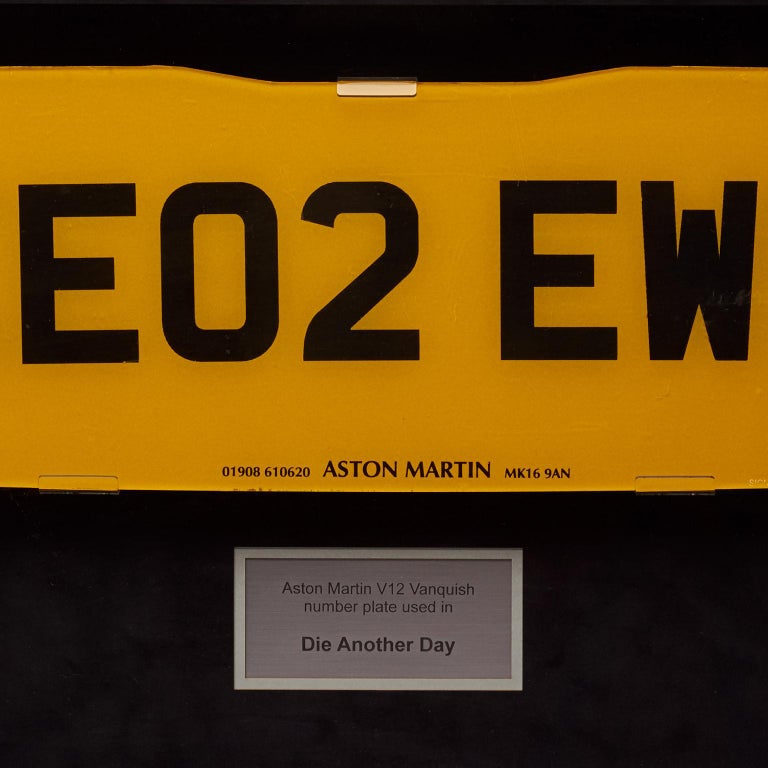 E02 EW
01908 610620 ASTON MARTIN MK16 9AN
Aston Martin V12 Vanquish
number plate used in
Die Another Day